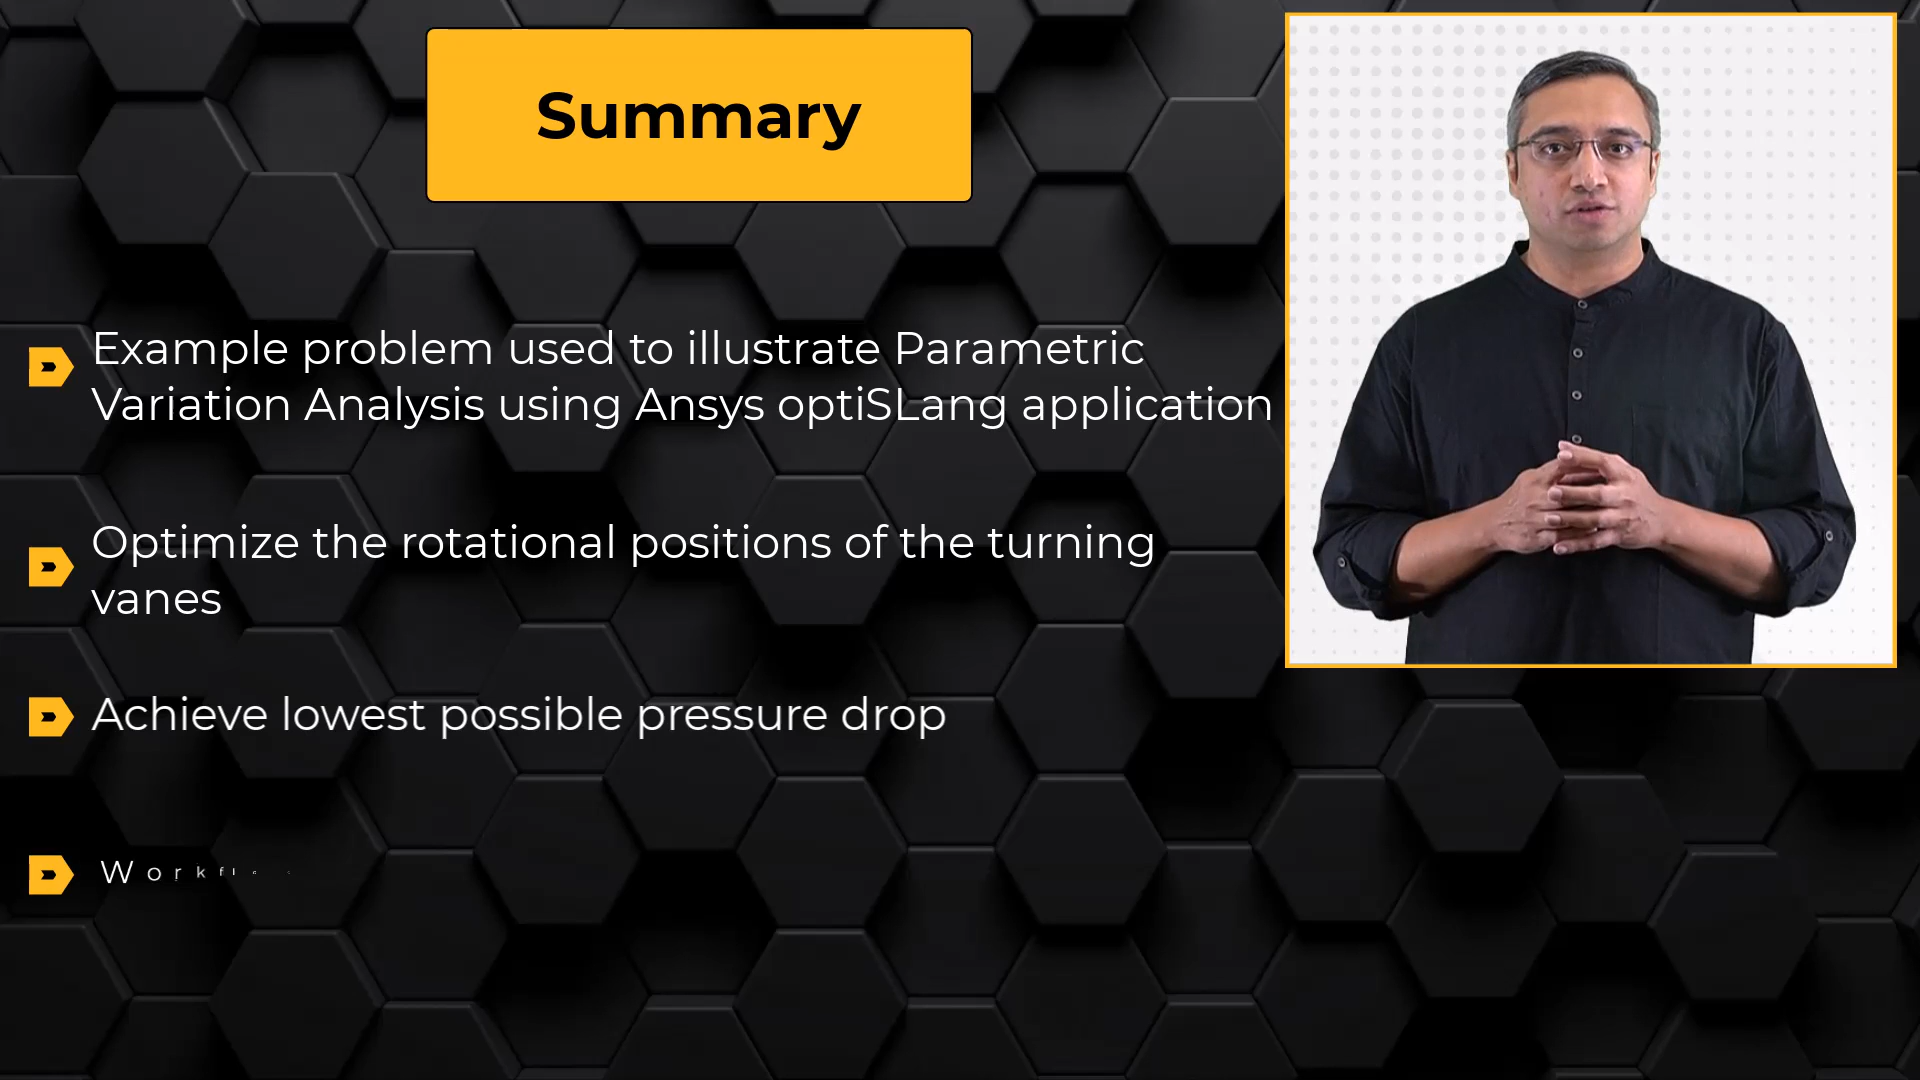 Summary
Example problem used to illustrate Parametric
Variation Analysis using Ansys optiSLang application
Optimize the rotational positions of the turning
vanes
Achieve lowest possible pressure drop